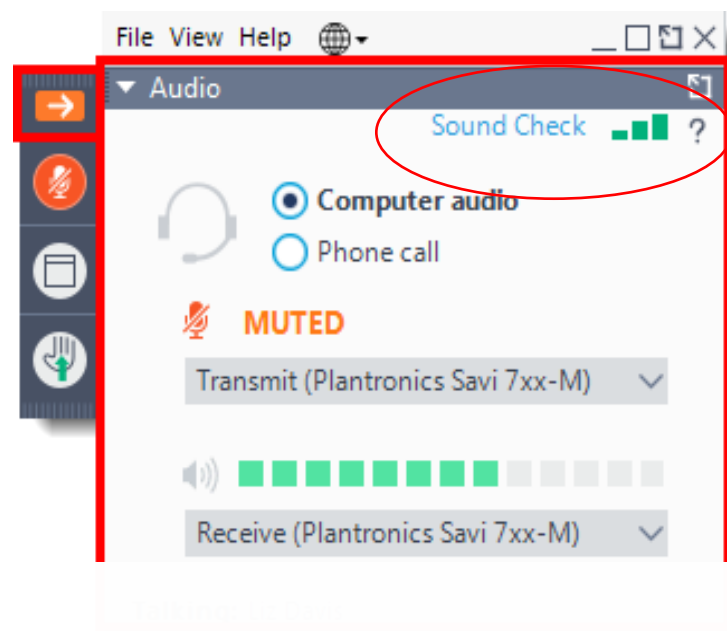 File View Help
Audio
Sound Check ?
Computer audio
Phone call
MUTED
Transmit (Plantronics Savi 7xx-M)
Receive (Plantronics Savi 7xx-M)